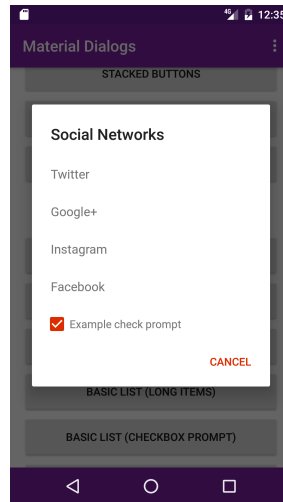 4G 12:35
Material Dialogs
STACKED BUTTONS
Social Networks
Twitter
Google+
Instagram
Facebook
Example check prompt
CANCEL
BASIC LIST (LONG ITEMS)
BASIC LIST (CHECKBOX PROMPT)